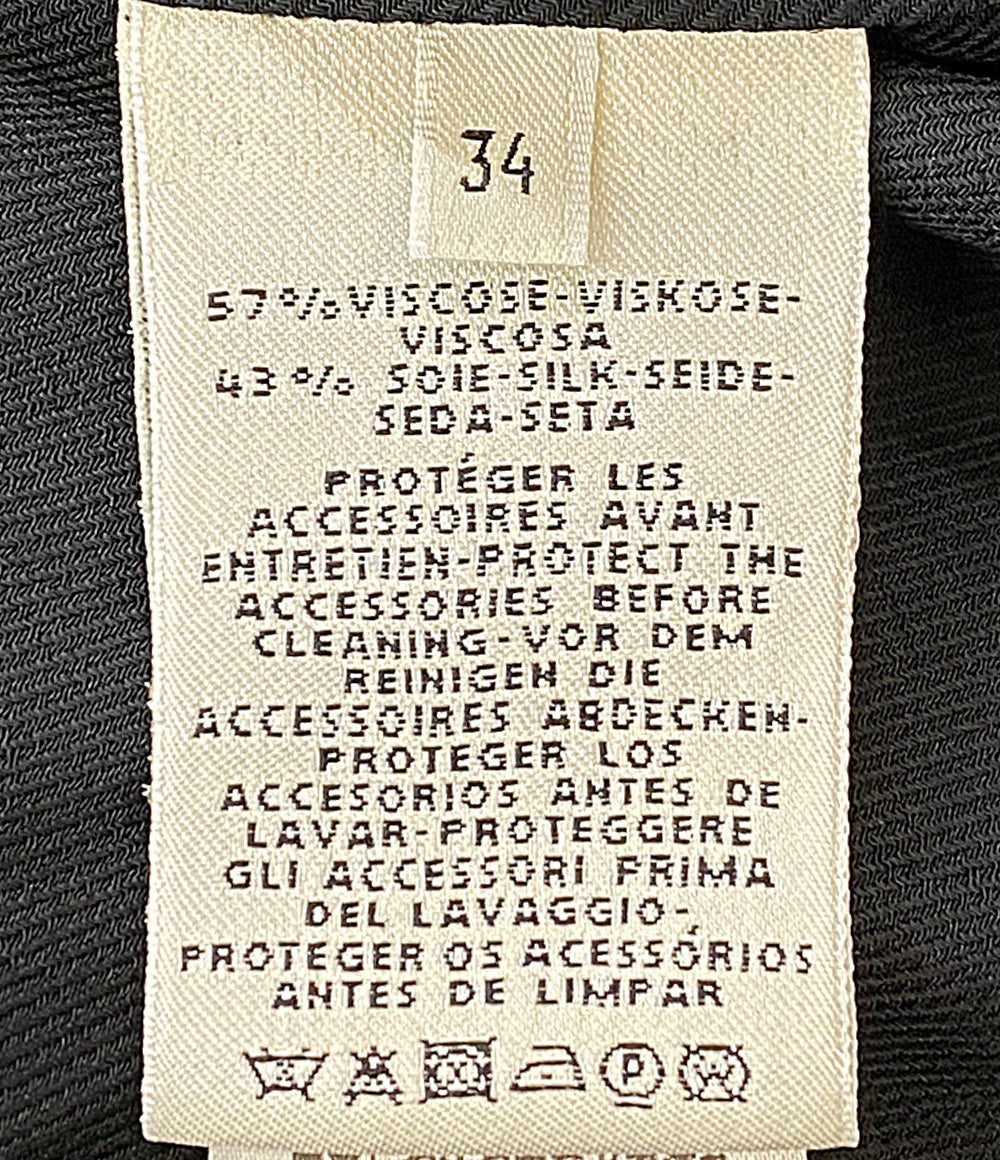 34
57%VISCOSE-VISKOSE-
VISCOSA
43% SOIE-SILK-SEIDE-
SEDA-SETA
PROTÉGER LES
ACCESSOIRES AVANT
ENTRETIEN-PROTECT THE
ACCESSORIES BEFORE
CLEANING-VOR DEM
REINIGEN DIE
ACCESSOIRES ABDECKEN-
PROTEGER LOS
ACCESORIOS ANTES DE
LAVAR-PROTEGGERE
GLI ACCESSORI PRIMA
DEL LAVAGGIO-
PROTEGER OS ACESSÓRIOS
ANTES DE LIMPAR
P W